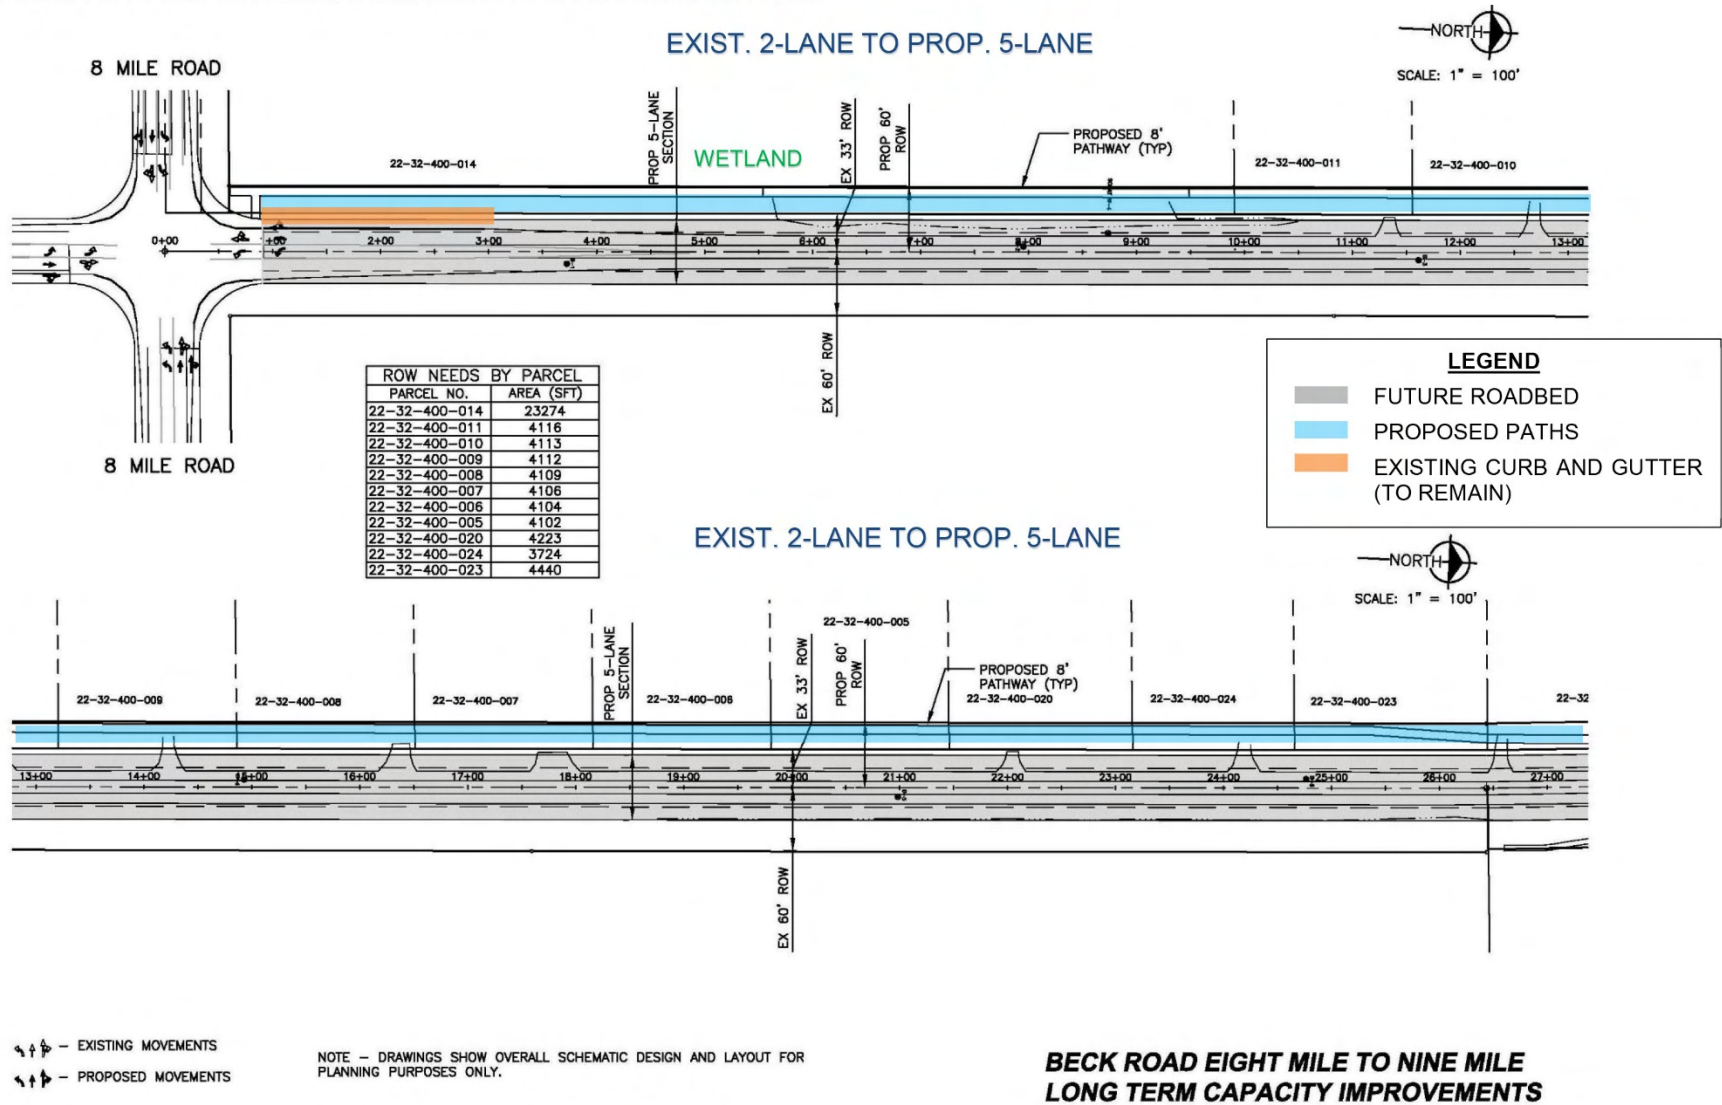 EXIST. 2-LANE TO PROP. 5-LANE
NORTH
SCALE: 1" = 100'
8 MILE ROAD
22-32-400-014
PROP 5-LANE
SECTION
WETLAND
EX 33' ROW
PROP 60'
ROW
PROPOSED 8'
PATHWAY (TYP)
22-32-400-011
22-32-400-010
0+00
+00
2+00
3+00
4+00
5+00
6+00
7+00
8+00
9+00
10+00
11+00
12+00
13+00
EX 60' ROW
8 MILE ROAD
ROW NEEDS BY PARCEL
PARCEL NO. AREA (SFT)
22-32-400-014 23274
22-32-400-011 4116
22-32-400-010 4113
22-32-400-009 4112
22-32-400-008 4109
22-32-400-007 4106
22-32-400-006 4104
22-32-400-005 4102
22-32-400-020 4223
22-32-400-024 3724
22-32-400-023 4440
LEGEND
FUTURE ROADBED
PROPOSED PATHS
EXISTING CURB AND GUTTER
(TO REMAIN)
EXIST. 2-LANE TO PROP. 5-LANE
NORTH
SCALE: 1" = 100'
22-32-400-009
22-32-400-008
22-32-400-007
PROP 5-LANE
SECTION
22-32-400-006
EX 33' ROW
22-32-400-005
PROP 60'
ROW
PROPOSED 8'
PATHWAY (TYP)
22-32-400-020
22-32-400-024
22-32-400-023
22-32
13+00
14+00
15+00
16+00
17+00
18+00
19+00
20+00
21+00
22+00
23+00
24+00
25+00
26+00
27+00
EX 60' ROW
– EXISTING MOVEMENTS
– PROPOSED MOVEMENTS
NOTE – DRAWINGS SHOW OVERALL SCHEMATIC DESIGN AND LAYOUT FOR
PLANNING PURPOSES ONLY.
BECK ROAD EIGHT MILE TO NINE MILE
LONG TERM CAPACITY IMPROVEMENTS